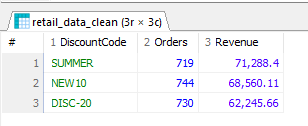 retail_data_clean (3r × 3c)
# 1 DiscountCode 2 Orders 3 Revenue
1 SUMMER 719 71,288.4
2 NEW10 744 68,560.11
3 DISC-20 730 62,245.66